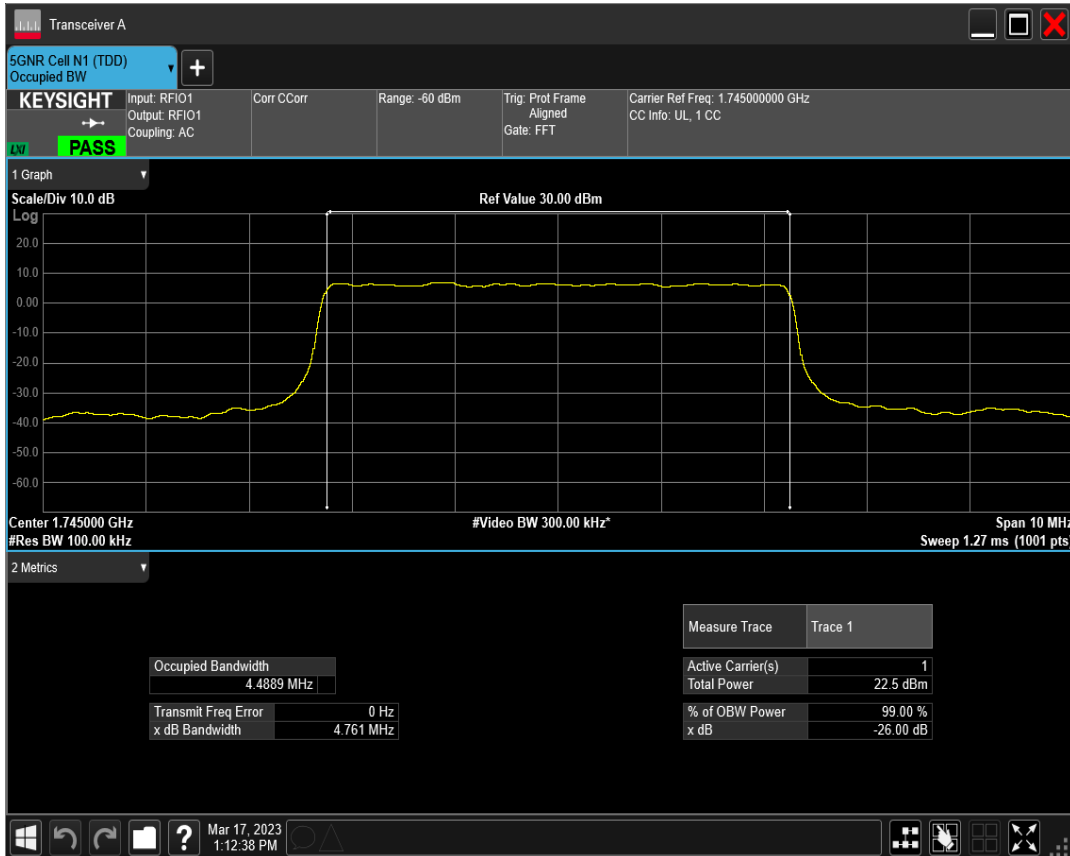 Transceiver A
5GNR Cell N1 (TDD)
Occupied BW
+
KEYSIGHT
LXI
PASS
Input: RFIO1
Output: RFIO1
Coupling: AC
Corr CCorr
Range: -60 dBm
Trig: Prot Frame
Aligned
Gate: FFT
Carrier Ref Freq: 1.745000000 GHz
CC Info: UL, 1 CC
1 Graph
Scale/Div 10.0 dB
Ref Value 30.00 dBm
Log
20.0
10.0
0.00
-10.0
-20.0
-30.0
-40.0
-50.0
-60.0
Center 1.745000 GHz
#Video BW 300.00 kHz*
Span 10 MHz
#Res BW 100.00 kHz
Sweep 1.27 ms (1001 pts)
2 Metrics
Measure Trace Trace 1
Occupied Bandwidth
4.4889 MHz
Active Carrier(s) 1
Total Power 22.5 dBm
Transmit Freq Error 0 Hz
x dB Bandwidth 4.761 MHz
% of OBW Power 99.00 %
x dB -26.00 dB
?
Mar 17, 2023
1:12:38 PM